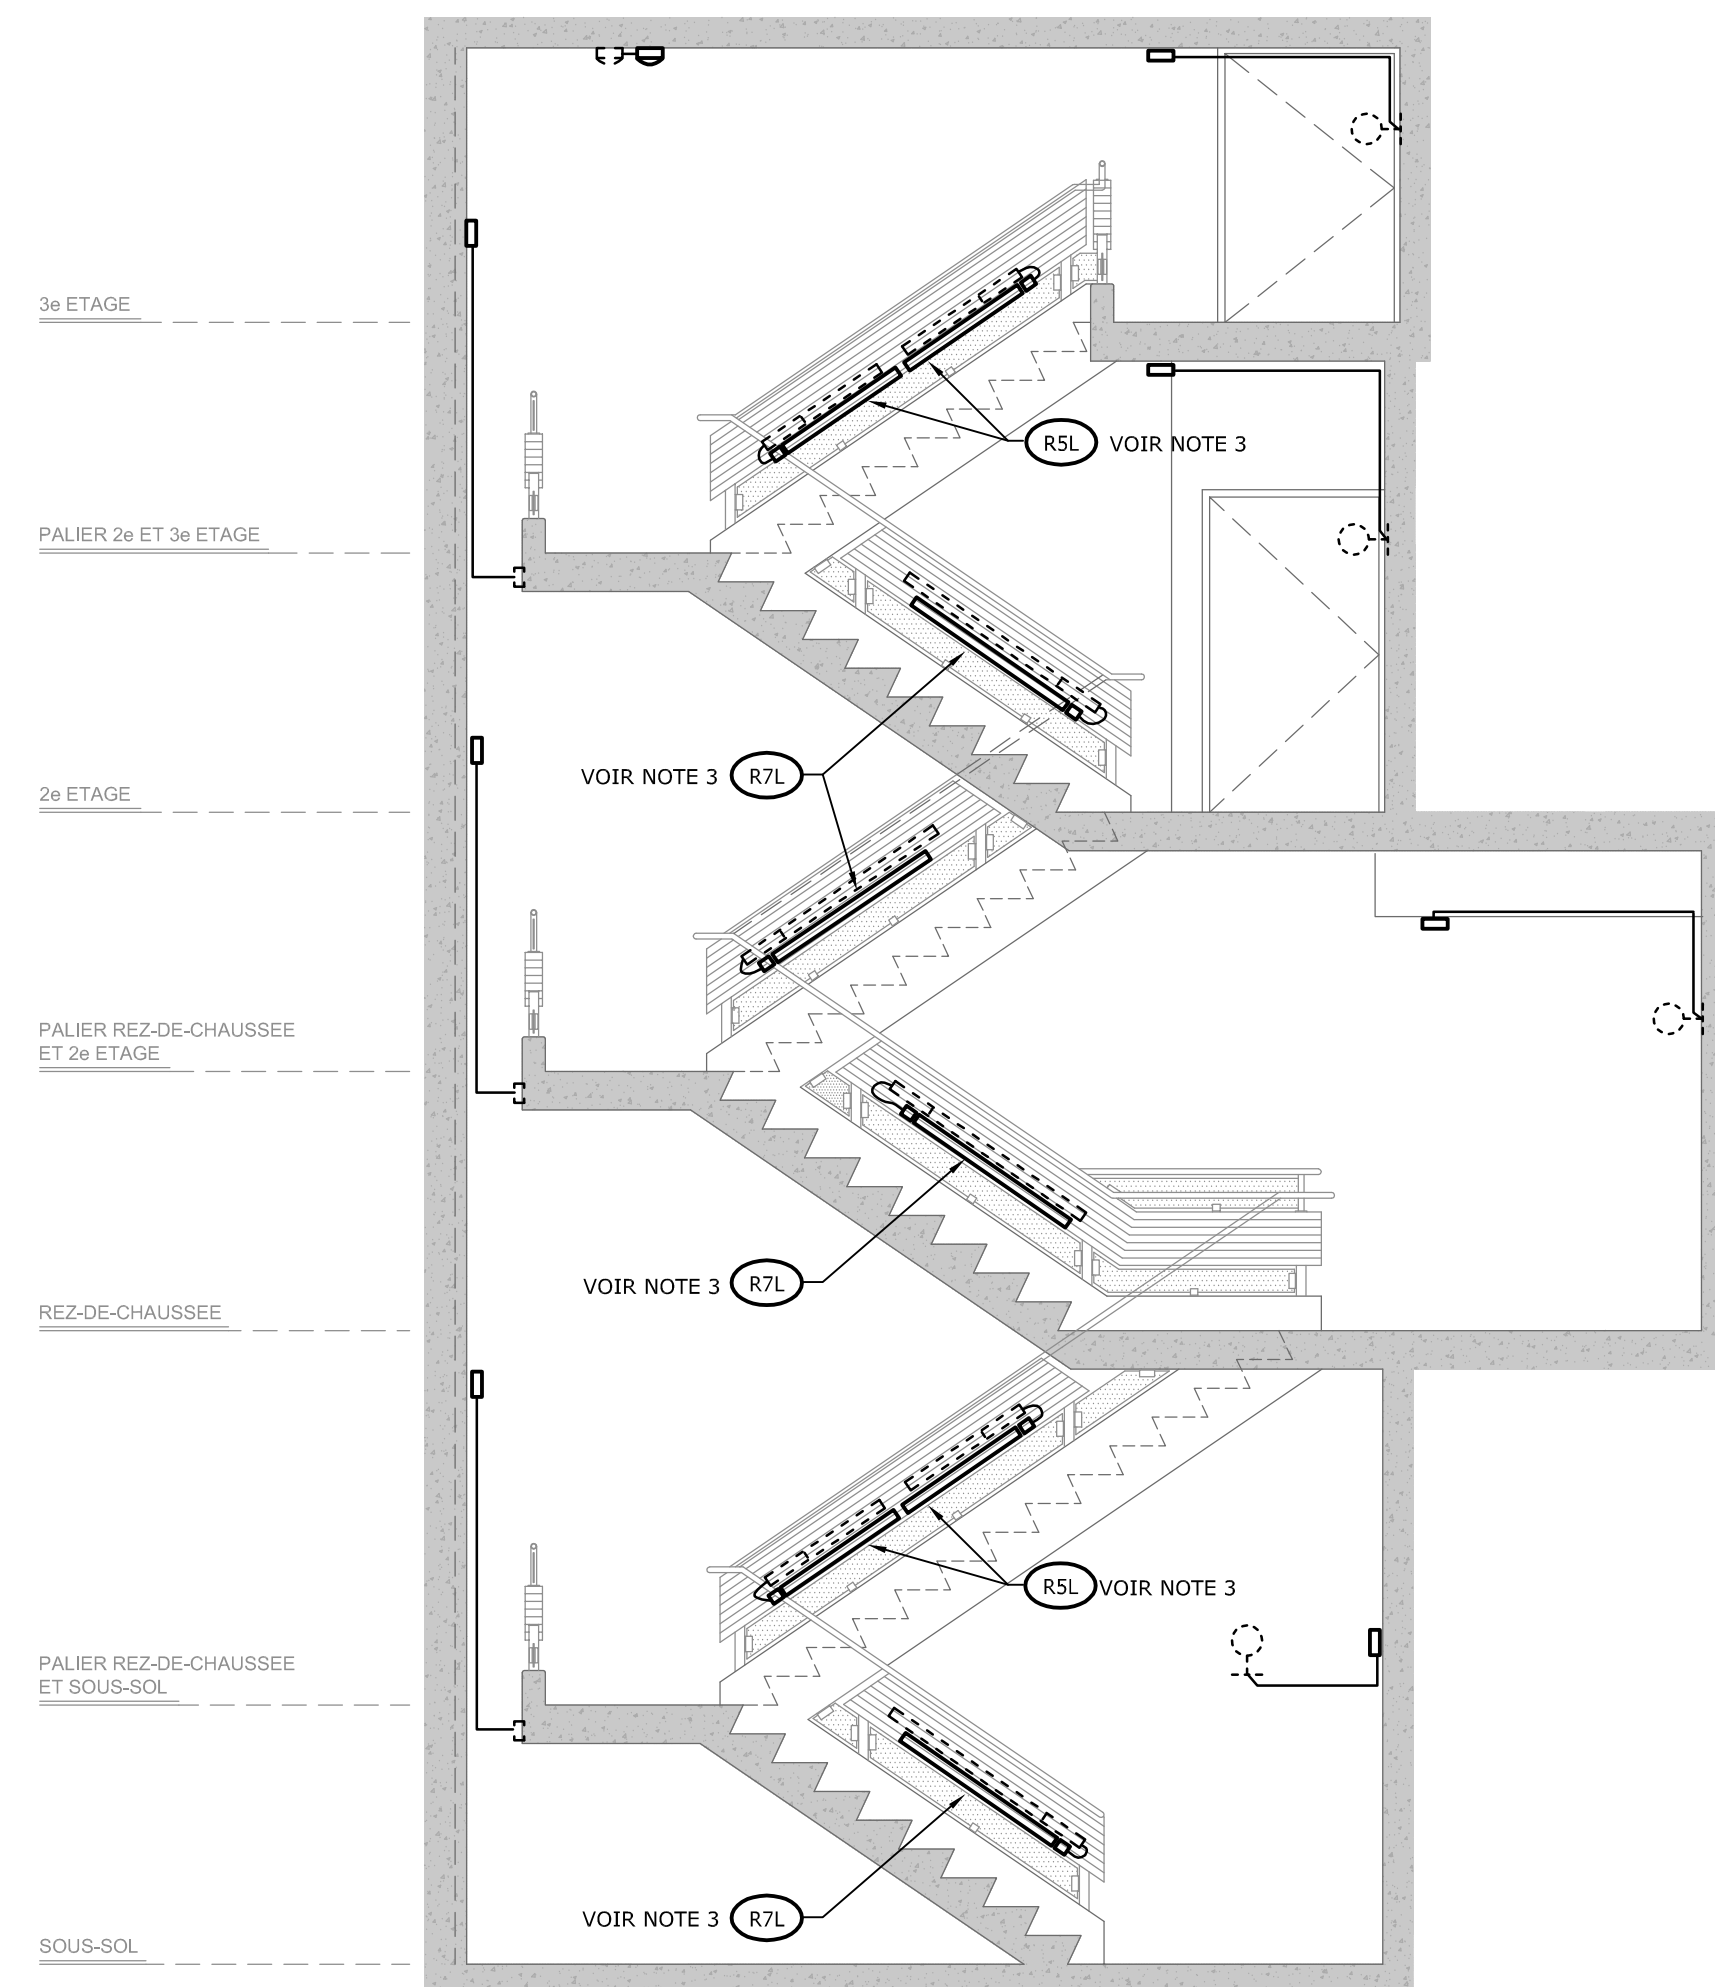 3e ETAGE
R5L VOIR NOTE 3
PALIER 2e ET 3e ETAGE
VOIR NOTE 3 R7L
2e ETAGE
PALIER REZ-DE-CHAUSSEE
ET 2e ETAGE
VOIR NOTE 3 R7L
REZ-DE-CHAUSSEE
R5L VOIR NOTE 3
PALIER REZ-DE-CHAUSSEE
ET SOUS-SOL
VOIR NOTE 3 R7L
SOUS-SOL